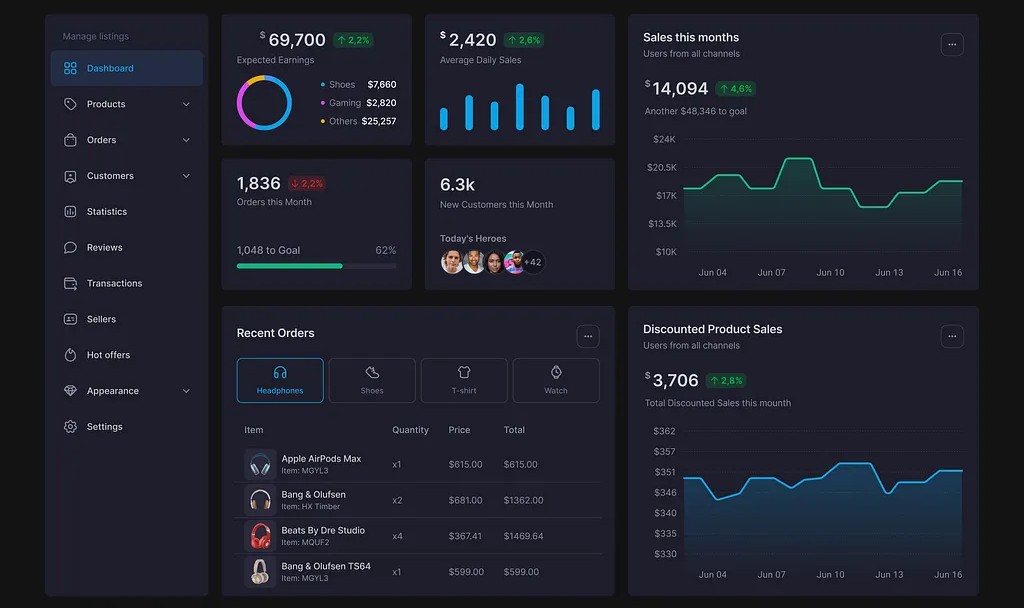 Manage listings
Dashboard
Products
Orders
Customers
Statistics
Reviews
Transactions
Sellers
Hot offers
Appearance
Settings
$69,700 ↑ 2,2%
Expected Earnings
Shoes $7,660
Gaming $2,820
Others $25,257
$2,420 ↑ 2,6%
Average Daily Sales
1,836 ↓ 2,2%
Orders this Month
1,048 to Goal 62%
6.3k
New Customers this Month
Today's Heroes
+42
Sales this months
Users from all channels
$14,094 ↑ 4,6%
Another $48,346 to goal
$24K
$20.5K
$17K
$13.5K
$10K
Jun 04 Jun 07 Jun 10 Jun 13 Jun 16
Recent Orders
Headphones Shoes T-shirt Watch
Item Quantity Price Total
Apple AirPods Max
Item: MGYL3
x1 $615.00 $615.00
Bang & Olufsen
Item: HX Timber
x2 $681.00 $1362.00
Beats By Dre Studio
Item: MQUF2
x4 $367.41 $1469.64
Bang & Olufsen TS64
Item: MGYL3
x1 $599.00 $599.00
Discounted Product Sales
Users from all channels
$3,706 ↑ 2,8%
Total Discounted Sales this mounth
$362
$357
$351
$346
$340
$335
$330
Jun 04 Jun 07 Jun 10 Jun 13 Jun 16